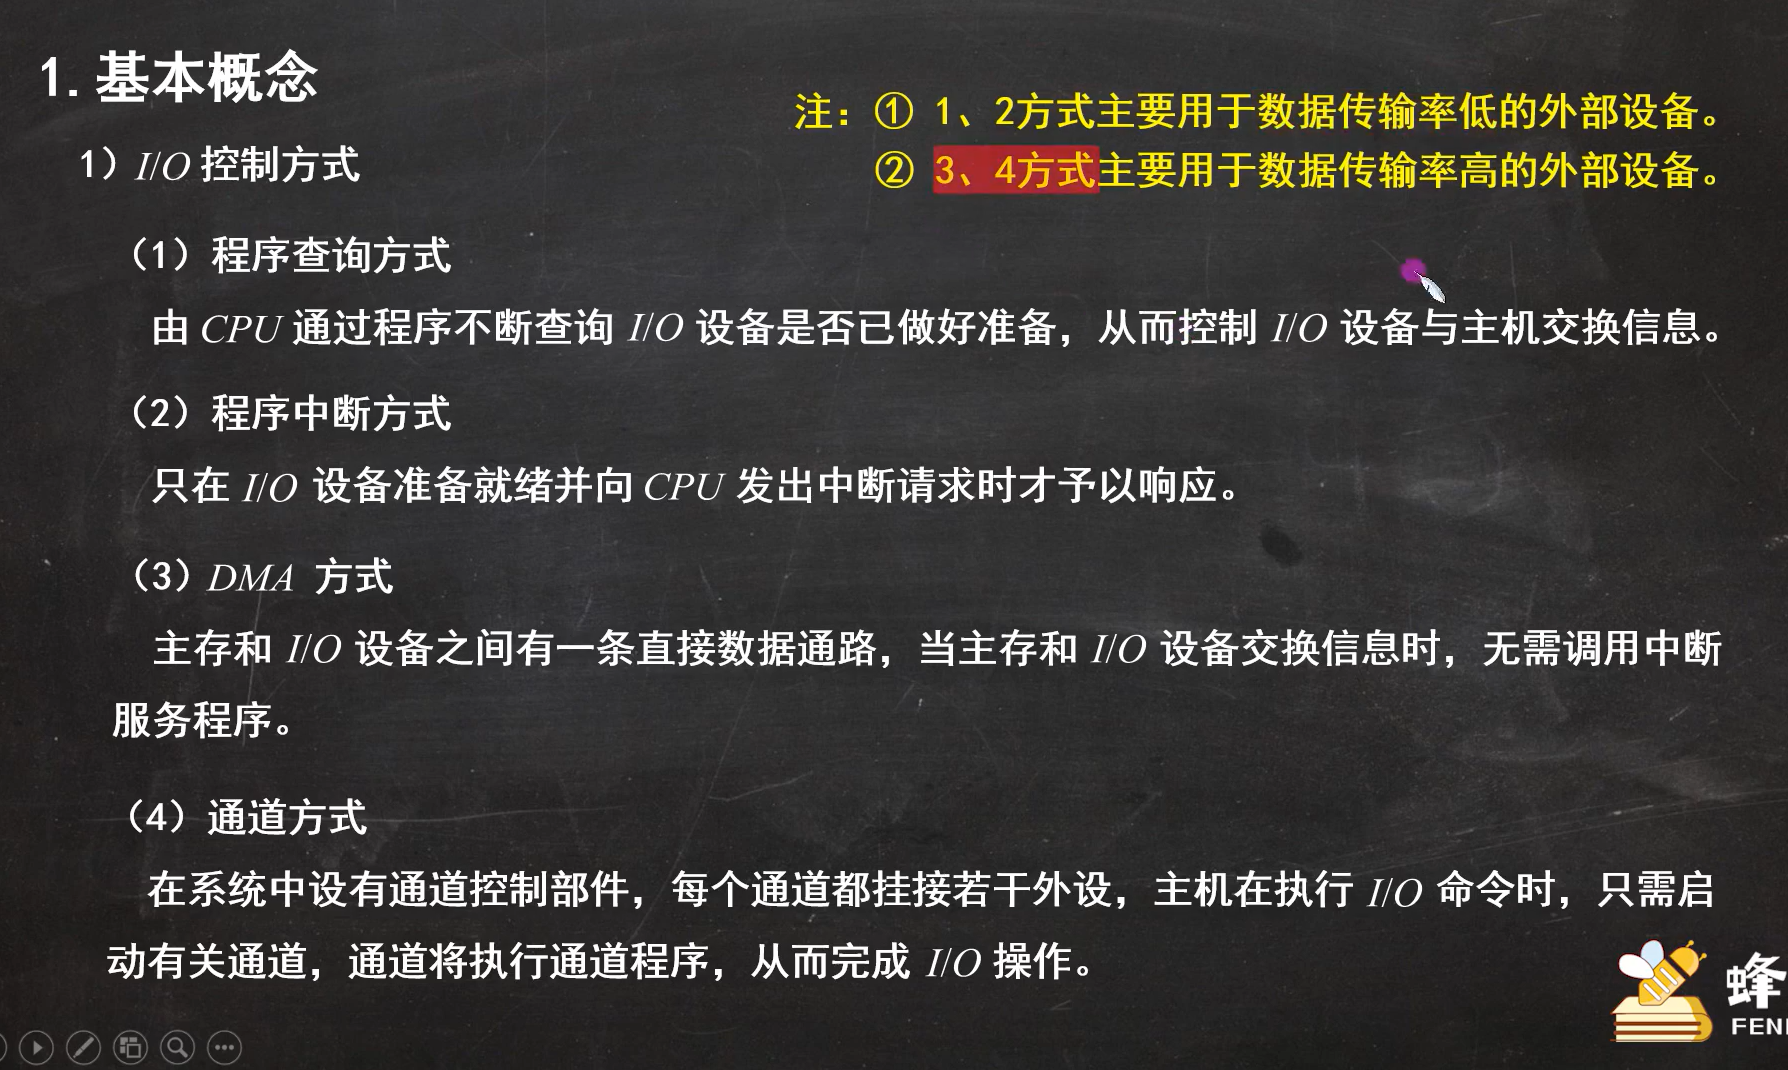 1. 基本概念
注：① 1、2方式主要用于数据传输率低的外部设备。
② 3、4方式主要用于数据传输率高的外部设备。
1）I/O 控制方式
（1）程序查询方式
由 CPU 通过程序不断查询 I/O 设备是否已做好准备，从而控制 I/O 设备与主机交换信息。
（2）程序中断方式
只在 I/O 设备准备就绪并向 CPU 发出中断请求时才予以响应。
（3）DMA 方式
主存和 I/O 设备之间有一条直接数据通路，当主存和 I/O 设备交换信息时，无需调用中断
服务程序。
（4）通道方式
在系统中设有通道控制部件，每个通道都挂接若干外设，主机在执行 I/O 命令时，只需启
动有关通道，通道将执行通道程序，从而完成 I/O 操作。
蜂
FEN